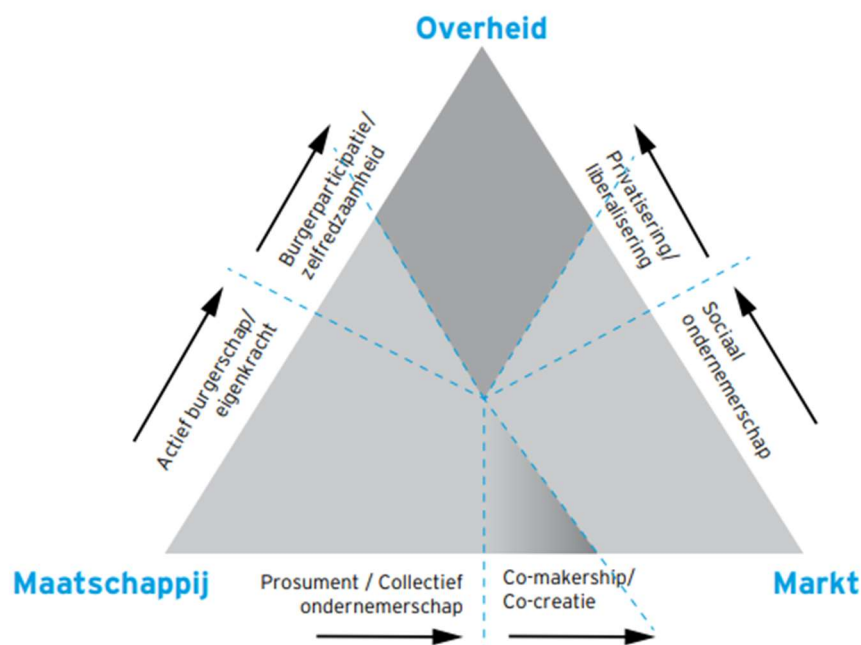 Overheid
Burgerparticipatie/
zelfredzaamheid
Privatisering/
liberalisering
Actief burgerschap/
eigenkracht
Sociaal
ondernemerschap
Maatschappij
Prosument / Collectief
ondernemerschap
Co-makership/
Co-creatie
Markt